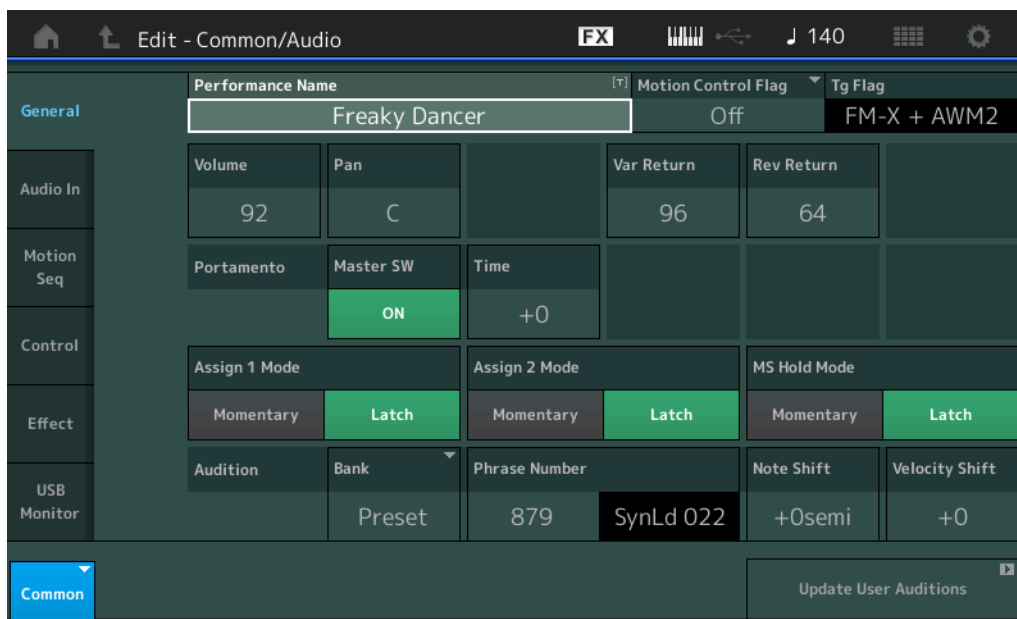 Edit - Common/Audio FX 140
General
Performance Name [T] Motion Control Flag Tg Flag
Freaky Dancer Off FM-X + AWM2
Audio In
Volume Pan Var Return Rev Return
92 C 96 64
Motion
Seq
Portamento Master SW Time
ON +0
Control
Assign 1 Mode Assign 2 Mode MS Hold Mode
Effect
Momentary Latch Momentary Latch Momentary Latch
Audition Bank Phrase Number Note Shift Velocity Shift
USB
Monitor
Preset 879 SynLd 022 +0semi +0
Common
Update User Auditions